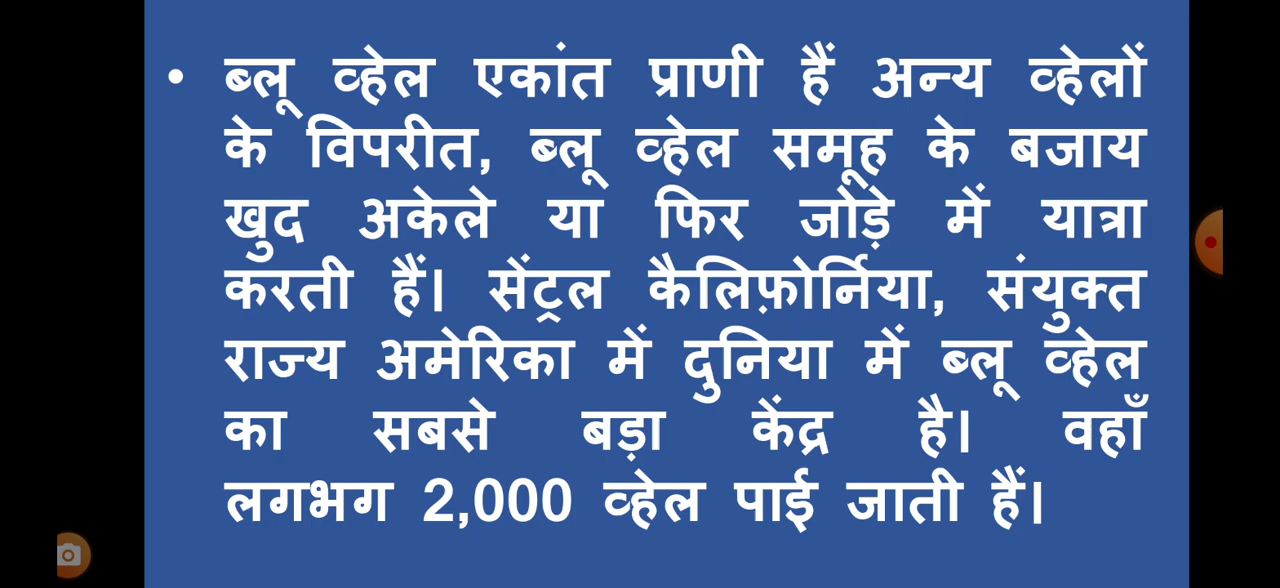 • ब्लू व्हेल एकांत प्राणी हैं अन्य व्हेलों
के विपरीत, ब्लू व्हेल समूह के बजाय
खुद अकेले या फिर जोड़े में यात्रा
करती हैं। सेंट्रल कैलिफ़ोर्निया, संयुक्त
राज्य अमेरिका में दुनिया में ब्लू व्हेल
का सबसे बड़ा केंद्र है। वहाँ
लगभग 2,000 व्हेल पाई जाती हैं।